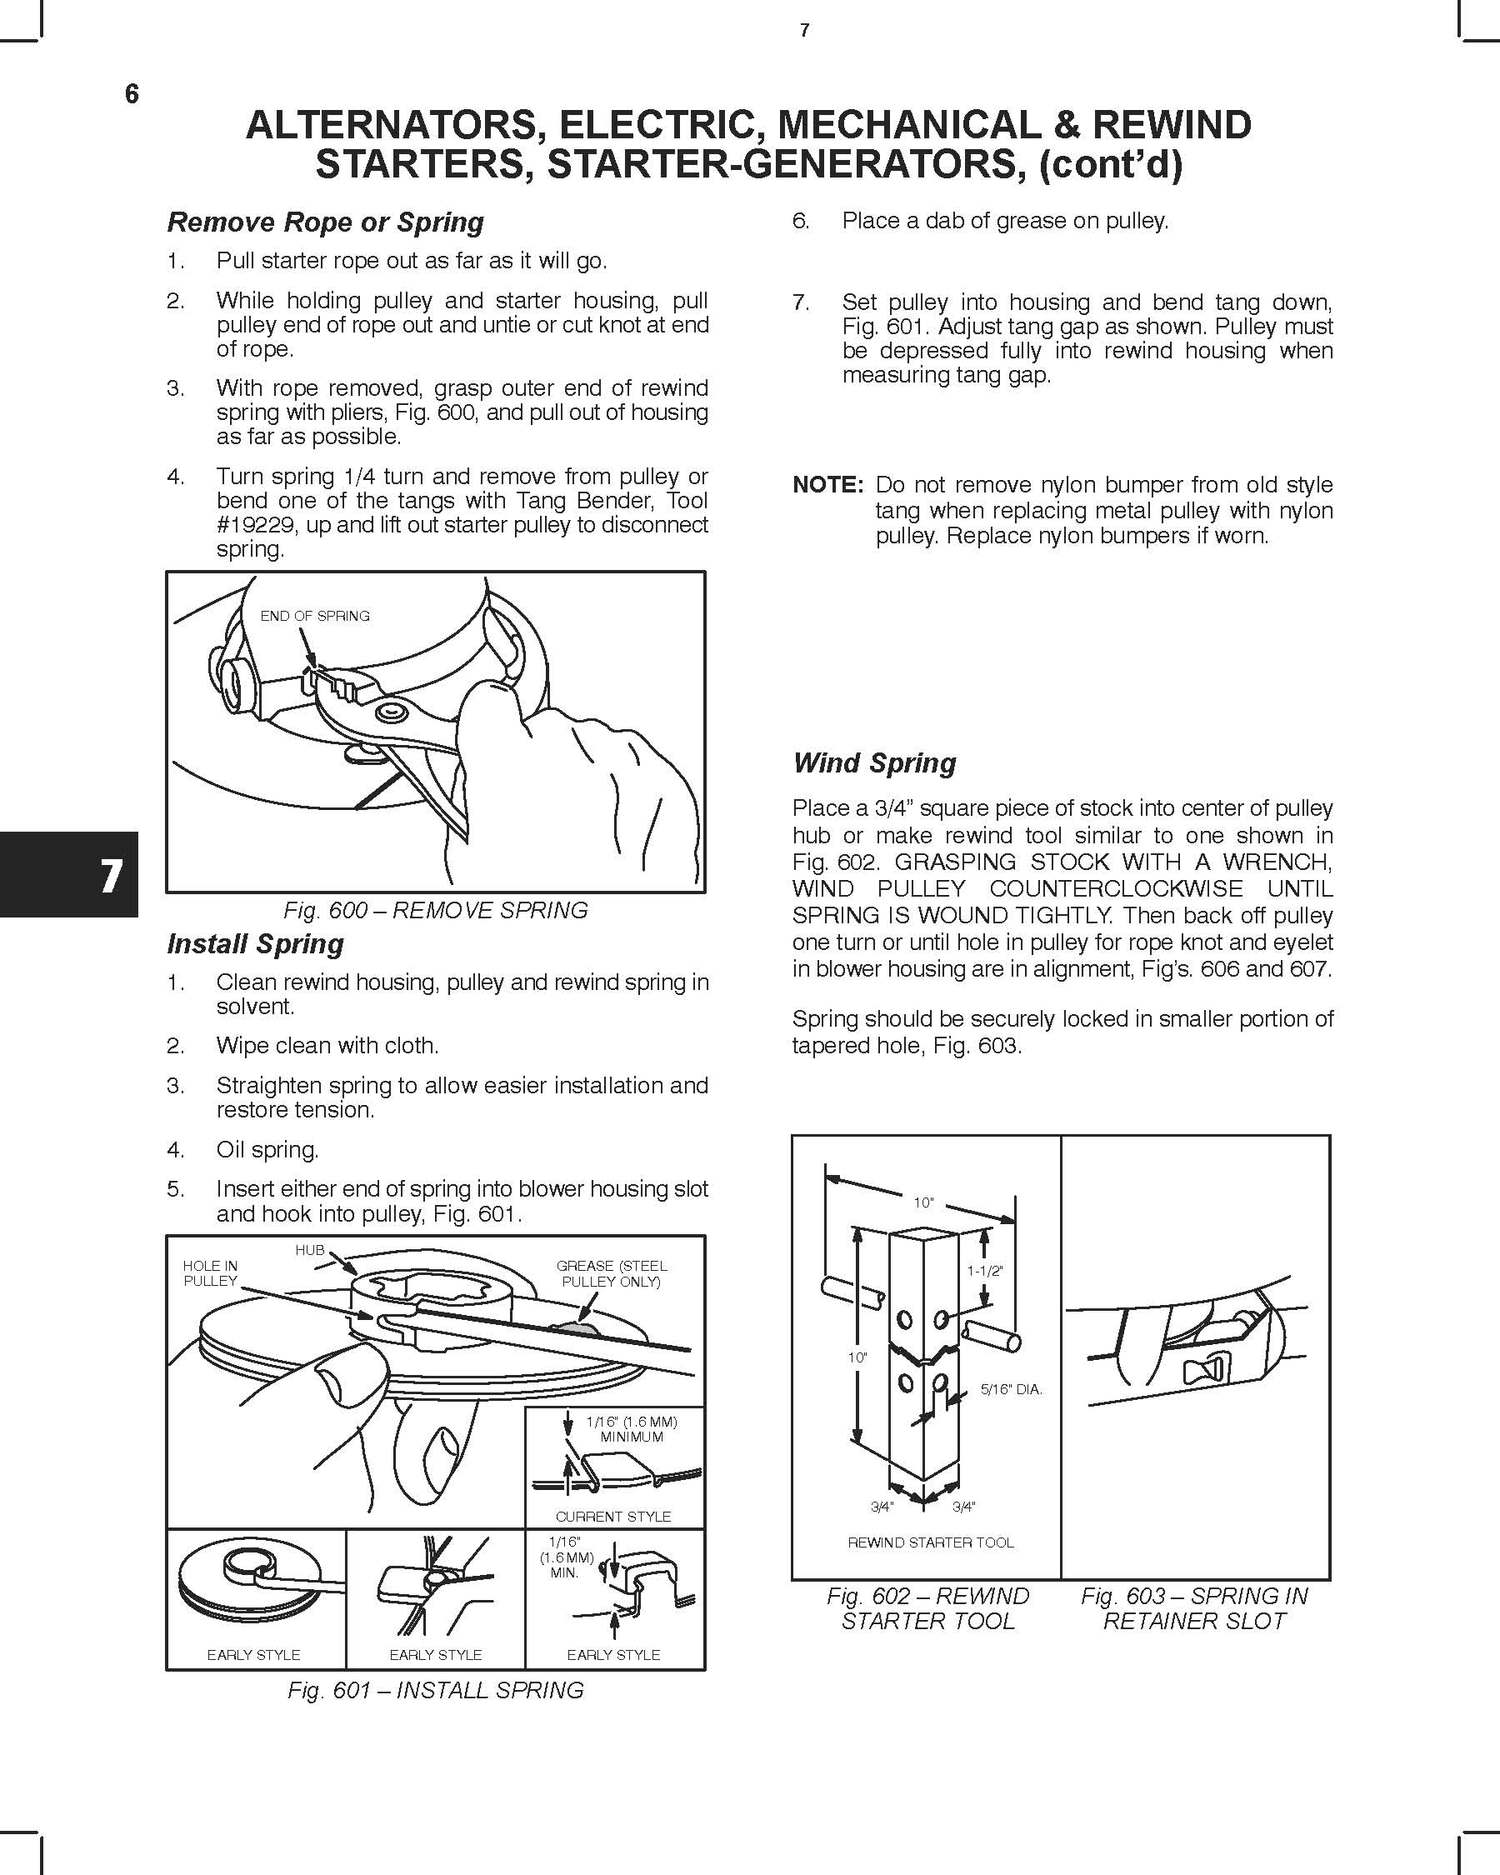 7
6
ALTERNATORS, ELECTRIC, MECHANICAL & REWIND
STARTERS, STARTER-GENERATORS, (cont’d)
Remove Rope or Spring
1. Pull starter rope out as far as it will go.
2. While holding pulley and starter housing, pull
pulley end of rope out and untie or cut knot at end
of rope.
3. With rope removed, grasp outer end of rewind
spring with pliers, Fig. 600, and pull out of housing
as far as possible.
4. Turn spring 1/4 turn and remove from pulley or
bend one of the tangs with Tang Bender, Tool
#19229, up and lift out starter pulley to disconnect
spring.
END OF SPRING
Fig. 600 – REMOVE SPRING
7
Install Spring
1. Clean rewind housing, pulley and rewind spring in
solvent.
2. Wipe clean with cloth.
3. Straighten spring to allow easier installation and
restore tension.
4. Oil spring.
5. Insert either end of spring into blower housing slot
and hook into pulley, Fig. 601.
HUB
HOLE IN
PULLEY
GREASE (STEEL
PULLEY ONLY)
1/16" (1.6 MM)
MINIMUM
CURRENT STYLE
1/16"
(1.6 MM)
MIN.
EARLY STYLE
EARLY STYLE
EARLY STYLE
Fig. 601 – INSTALL SPRING
6. Place a dab of grease on pulley.
7. Set pulley into housing and bend tang down,
Fig. 601. Adjust tang gap as shown. Pulley must
be depressed fully into rewind housing when
measuring tang gap.
NOTE: Do not remove nylon bumper from old style
tang when replacing metal pulley with nylon
pulley. Replace nylon bumpers if worn.
Wind Spring
Place a 3/4” square piece of stock into center of pulley
hub or make rewind tool similar to one shown in
Fig. 602. GRASPING STOCK WITH A WRENCH,
WIND PULLEY COUNTERCLOCKWISE UNTIL
SPRING IS WOUND TIGHTLY. Then back off pulley
one turn or until hole in pulley for rope knot and eyelet
in blower housing are in alignment, Fig’s. 606 and 607.
Spring should be securely locked in smaller portion of
tapered hole, Fig. 603.
10"
1-1/2"
10"
5/16" DIA.
3/4"
3/4"
REWIND STARTER TOOL
Fig. 602 – REWIND
STARTER TOOL
Fig. 603 – SPRING IN
RETAINER SLOT